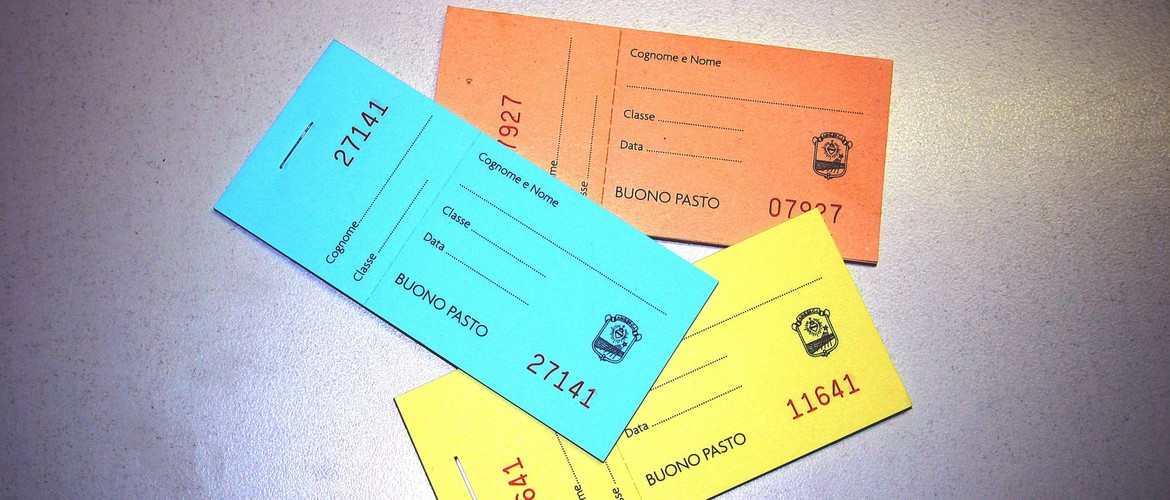 Cognome e Nome
Classe
Data
BUONO PASTO
07927
7927
27141
Cognome
Classe
Cognome e Nome
Classe
Data
BUONO PASTO
27141
Data
BUONO PASTO
11641